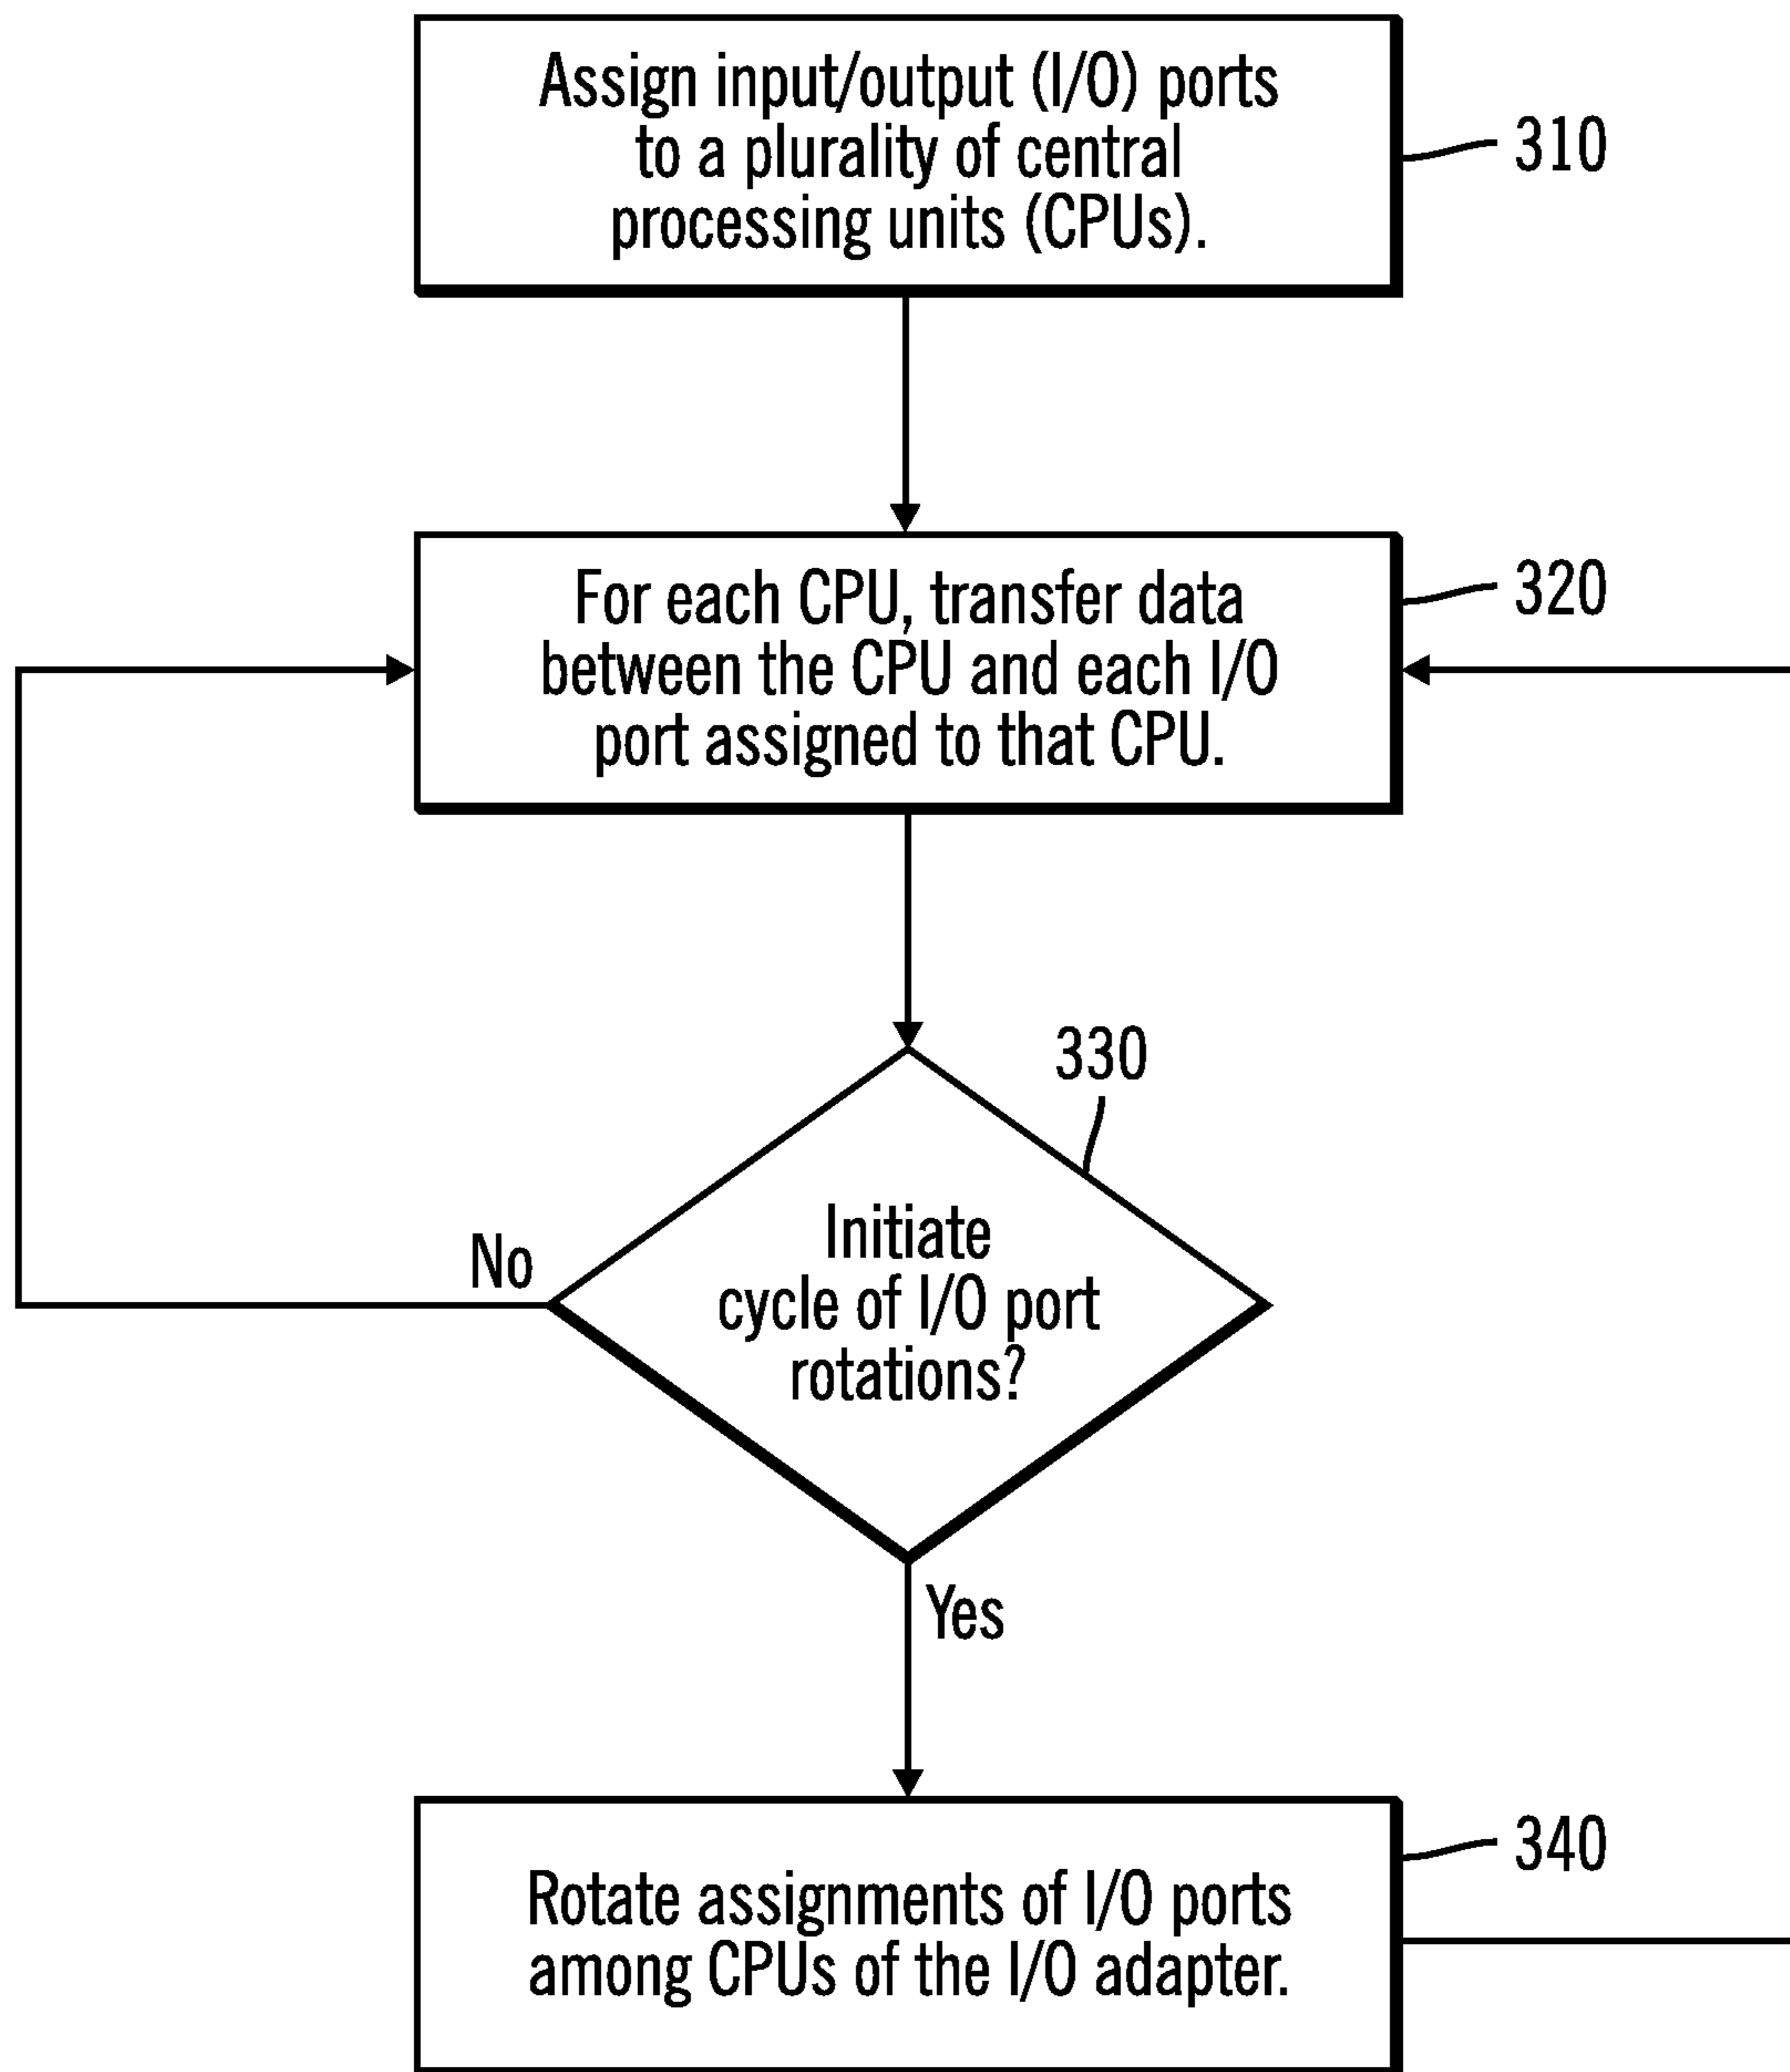 Assign input/output (I/O) ports
to a plurality of central
processing units (CPUs).
310
For each CPU, transfer data
between the CPU and each I/O
port assigned to that CPU.
320
330
Initiate
cycle of I/O port
rotations?
No
Yes
Rotate assignments of I/O ports
among CPUs of the I/O adapter.
340